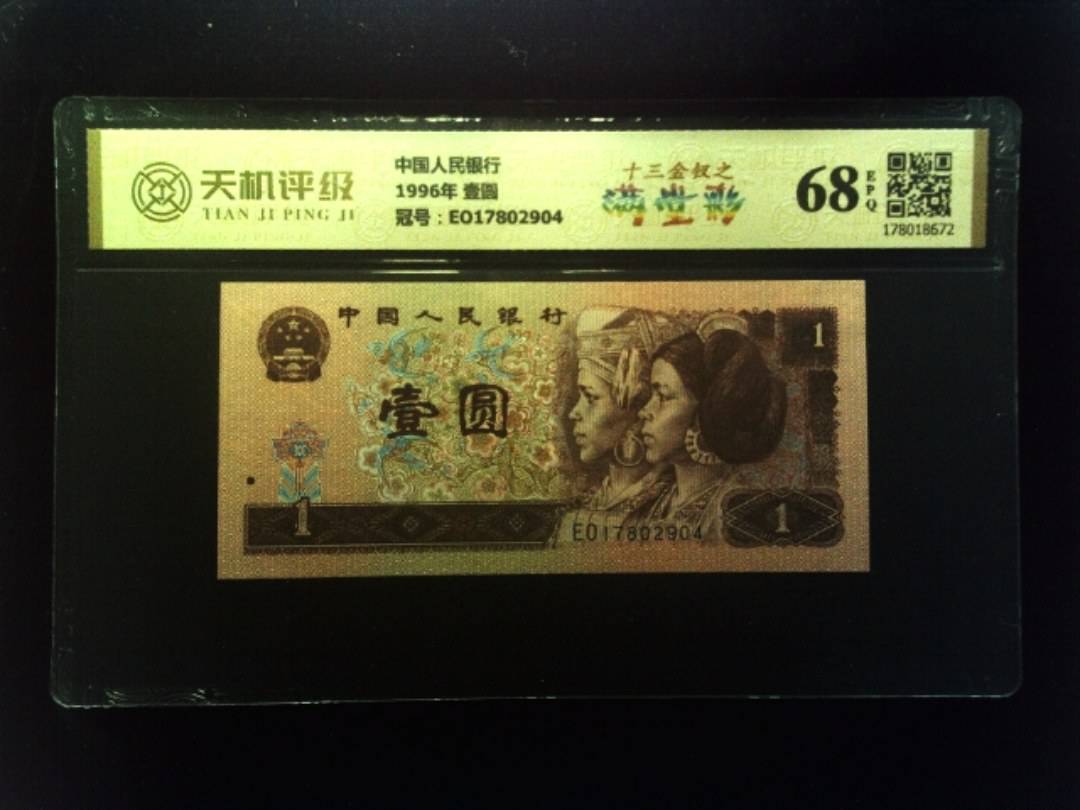 天机评级
TIAN JI PING JI
中国人民银行
1996年 壹圆
冠号：EO17802904
十三金钗之
满堂彩
68
EPQ
178018672
中国人民银行
1
壹圆
1
EO17802904
1